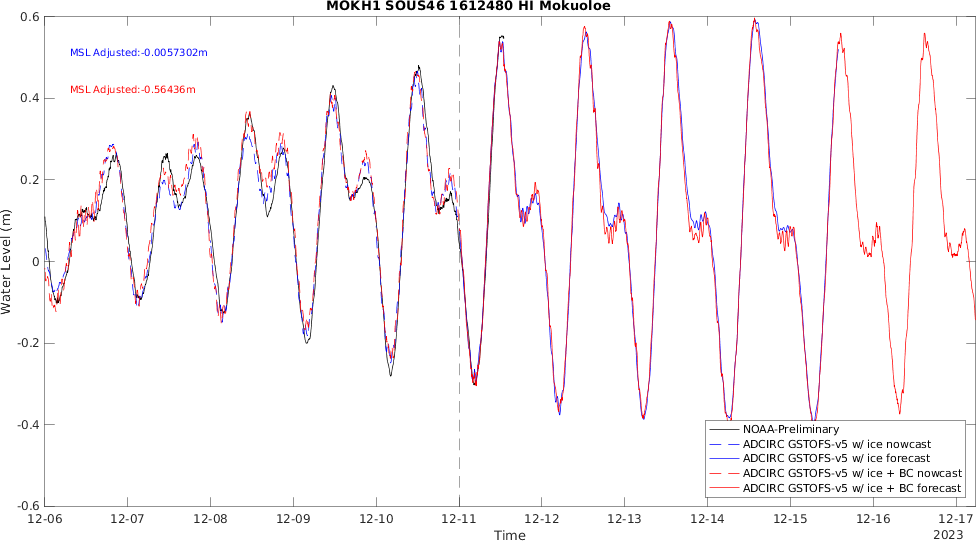 MOKH1 SOUS46 1612480 HI Mokuoloe
MSL Adjusted:-0.0057302m
MSL Adjusted:-0.56436m
Water Level (m)
0.6
0.4
0.2
0
-0.2
-0.4
-0.6
NOAA-Preliminary
ADCIRC GSTOFS-v5 w/ ice nowcast
ADCIRC GSTOFS-v5 w/ ice forecast
ADCIRC GSTOFS-v5 w/ ice + BC nowcast
ADCIRC GSTOFS-v5 w/ ice + BC forecast
12-06 12-07 12-08 12-09 12-10 12-11 12-12 12-13 12-14 12-15 12-16 12-17
Time
2023